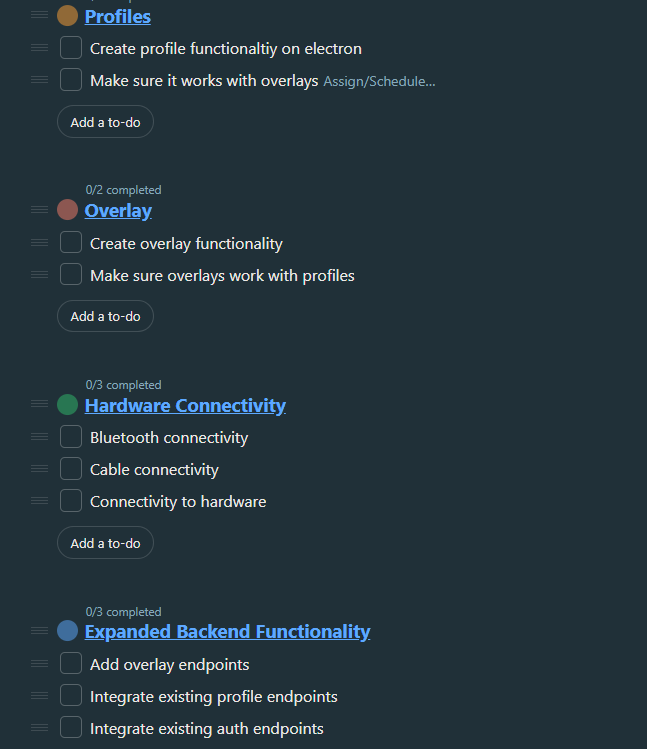 Profiles
Create profile functionaltiy on electron
Make sure it works with overlays Assign/Schedule...
Add a to-do
0/2 completed
Overlay
Create overlay functionality
Make sure overlays work with profiles
Add a to-do
0/3 completed
Hardware Connectivity
Bluetooth connectivity
Cable connectivity
Connectivity to hardware
Add a to-do
0/3 completed
Expanded Backend Functionality
Add overlay endpoints
Integrate existing profile endpoints
Integrate existing auth endpoints